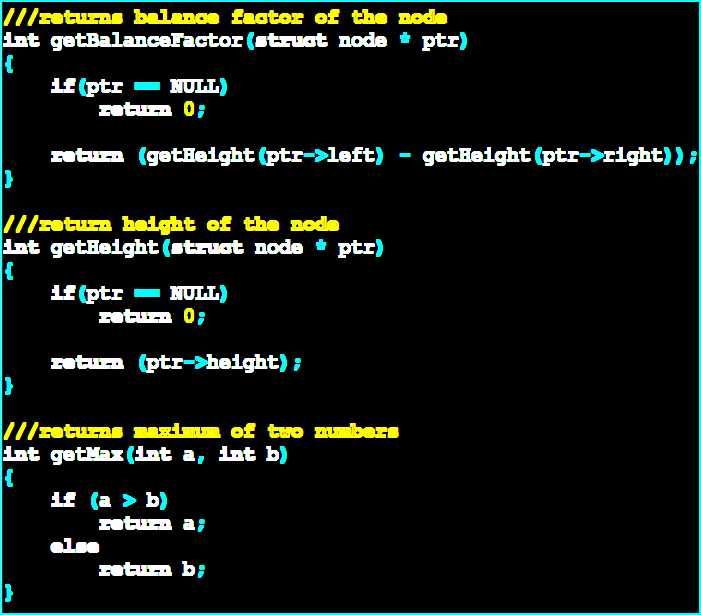 ///returns balance factor of the node
int getBalanceFactor(struct node * ptr)
{
    if(ptr == NULL)
        return 0;

    return (getHeight(ptr->left) - getHeight(ptr->right));
}

///return height of the node
int getHeight(struct node * ptr)
{
    if(ptr == NULL)
        return 0;

    return (ptr->height);
}

///returns maximum of two numbers
int getMax(int a, int b)
{
    if (a > b)
        return a;
    else
        return b;
}